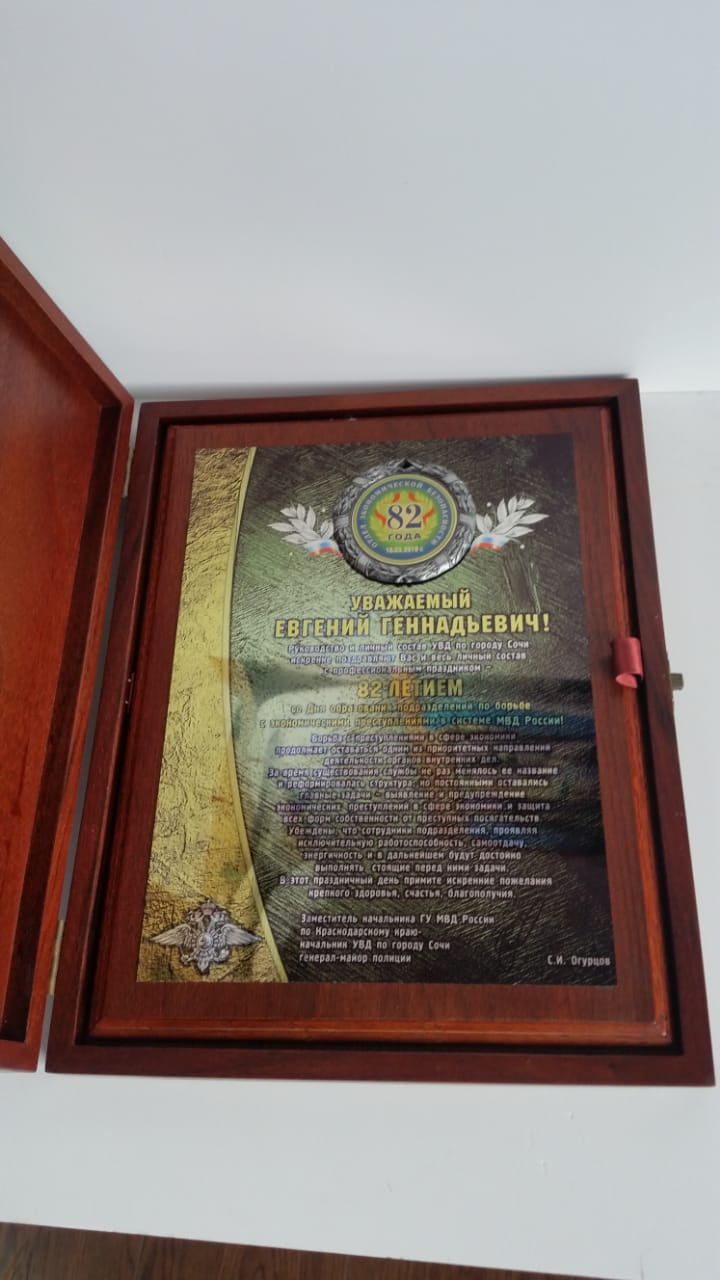 ОТДЕЛ ЭКОНОМИЧЕСКОЙ БЕЗОПАСНОСТИ
82
ГОДА
УВАЖАЕМЫЙ
ЕВГЕНИЙ ГЕННАДЬЕВИЧ!
Руководство и личный состав УВД по городу Сочи
искренне поздравляют Вас и весь личный состав
с профессиональным праздником –
82-ЛЕТИЕМ
со Дня образования подразделений по борьбе
с экономическими преступлениями в системе МВД России!
Борьба с преступлениями в сфере экономики
продолжает оставаться одним из приоритетных направлений
деятельности органов внутренних дел.
За время существования службы не раз менялось ее название
и реформировалась структура, но постоянными оставались
главные задачи – выявление и предупреждение
экономических преступлений в сфере экономики и защита
всех форм собственности от преступных посягательств.
Убеждены, что сотрудники подразделения, проявляя
исключительную работоспособность, самоотдачу,
энергичность и в дальнейшем будут достойно
выполнять стоящие перед ними задачи.
В этот праздничный день примите искренние пожелания
крепкого здоровья, счастья, благополучия.
Заместитель начальника ГУ МВД России
по Краснодарскому краю-
начальник УВД по городу Сочи
генерал-майор полиции
С.И. Огурцов